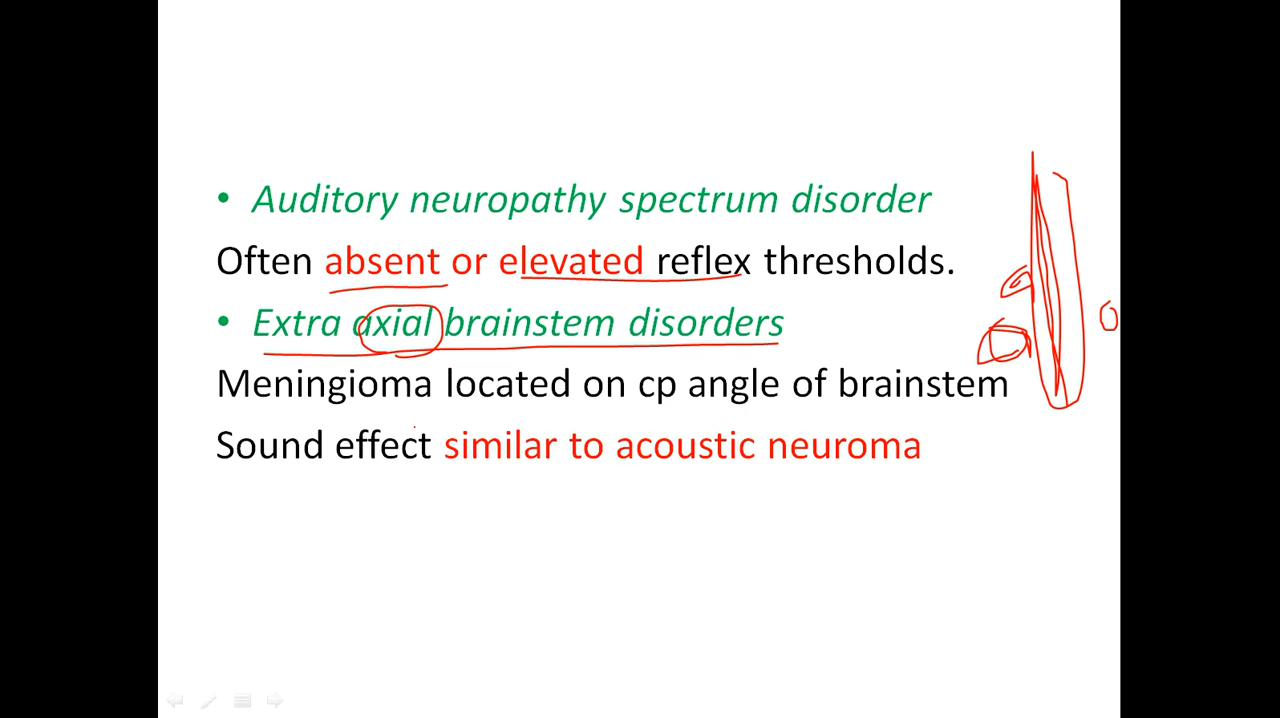 • Auditory neuropathy spectrum disorder
Often absent or elevated reflex thresholds.
• Extra axial brainstem disorders
Meningioma located on cp angle of brainstem
Sound effect similar to acoustic neuroma